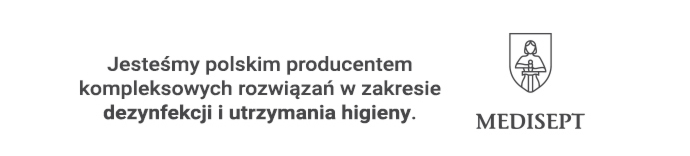 Jesteśmy polskim producentem
kompleksowych rozwiązań w zakresie
dezynfekcji i utrzymania higieny.
MEDISEPT